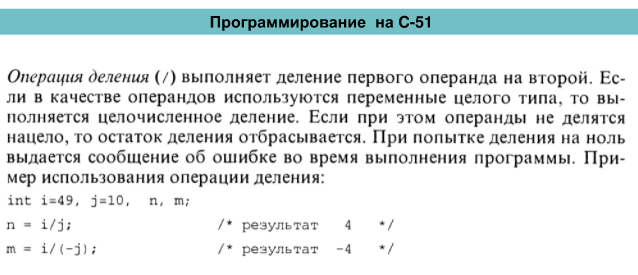 Программирование на С-51
Операция деления (/) выполняет деление первого операнда на второй. Ес-
ли в качестве операндов используются переменные целого типа, то вы-
полняется целочисленное деление. Если при этом операнды не делятся
нацело, то остаток деления отбрасывается. При попытке деления на ноль
выдается сообщение об ошибке во время выполнения программы. При-
мер использования операции деления:
int i=49, j=10, n, m;
n = i/j; /* результат 4 */
m = i/(-j); /* результат -4 */